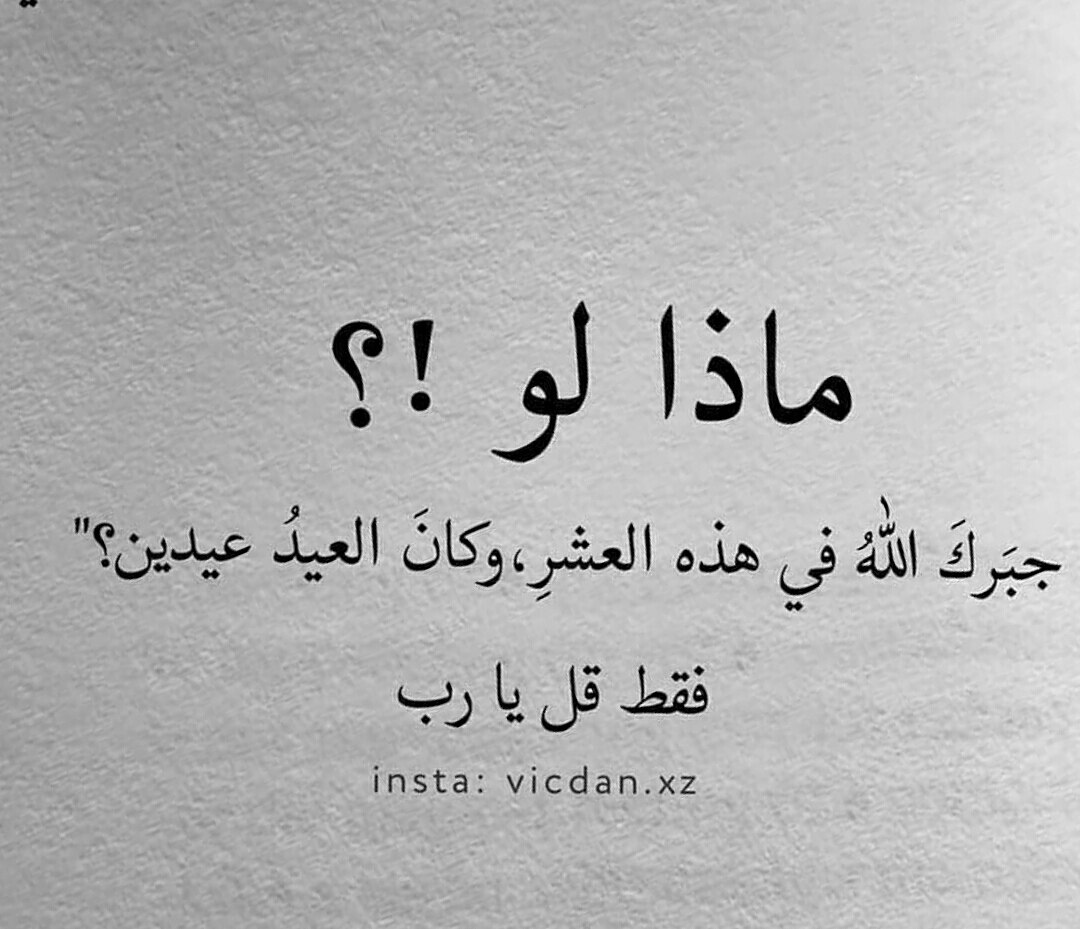 ماذا لو !؟
جبَركَ اللهُ في هذه العشرِ،وكانَ العيدُ عيدين؟"
فقط قل يا رب
insta: vicdan.xz